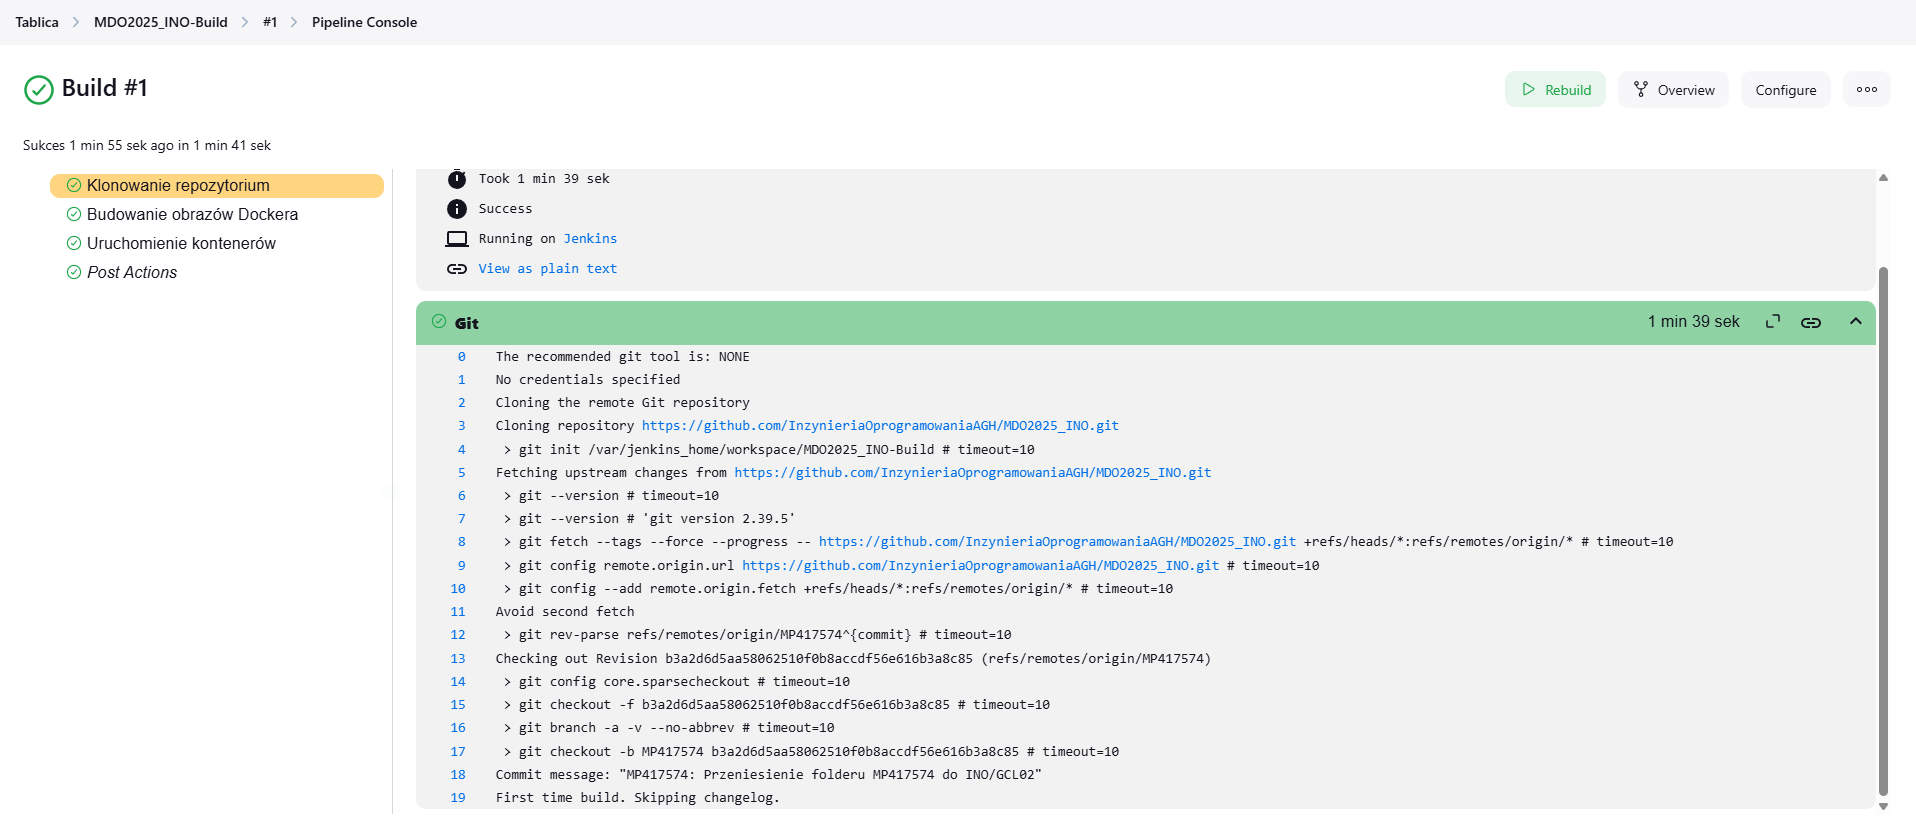 Tablica > MDO2025_INO-Build > #1 > Pipeline Console
Build #1
Rebuild
Overview
Configure
Sukces 1 min 55 sek ago in 1 min 41 sek
Klonowanie repozytorium
Budowanie obrazów Dockera
Uruchomienie kontenerów
Post Actions
Took 1 min 39 sek
Success
Running on Jenkins
View as plain text
Git 1 min 39 sek
0 The recommended git tool is: NONE
1 No credentials specified
2 Cloning the remote Git repository
3 Cloning repository https://github.com/InzynieriaOprogramowaniaAGH/MDO2025_INO.git
4 > git init /var/jenkins_home/workspace/MDO2025_INO-Build # timeout=10
5 Fetching upstream changes from https://github.com/InzynieriaOprogramowaniaAGH/MDO2025_INO.git
6 > git --version # timeout=10
7 > git --version # 'git version 2.39.5'
8 > git fetch --tags --force --progress -- https://github.com/InzynieriaOprogramowaniaAGH/MDO2025_INO.git +refs/heads/*:refs/remotes/origin/* # timeout=10
9 > git config remote.origin.url https://github.com/InzynieriaOprogramowaniaAGH/MDO2025_INO.git # timeout=10
10 > git config --add remote.origin.fetch +refs/heads/*:refs/remotes/origin/* # timeout=10
11 Avoid second fetch
12 > git rev-parse refs/remotes/origin/MP417574^{commit} # timeout=10
13 Checking out Revision b3a2d6d5aa58062510f0b8accdf56e616b3a8c85 (refs/remotes/origin/MP417574)
14 > git config core.sparsecheckout # timeout=10
15 > git checkout -f b3a2d6d5aa58062510f0b8accdf56e616b3a8c85 # timeout=10
16 > git branch -a -v --no-abbrev # timeout=10
17 > git checkout -b MP417574 b3a2d6d5aa58062510f0b8accdf56e616b3a8c85 # timeout=10
18 Commit message: "MP417574: Przeniesienie folderu MP417574 do INO/GCL02"
19 First time build. Skipping changelog.